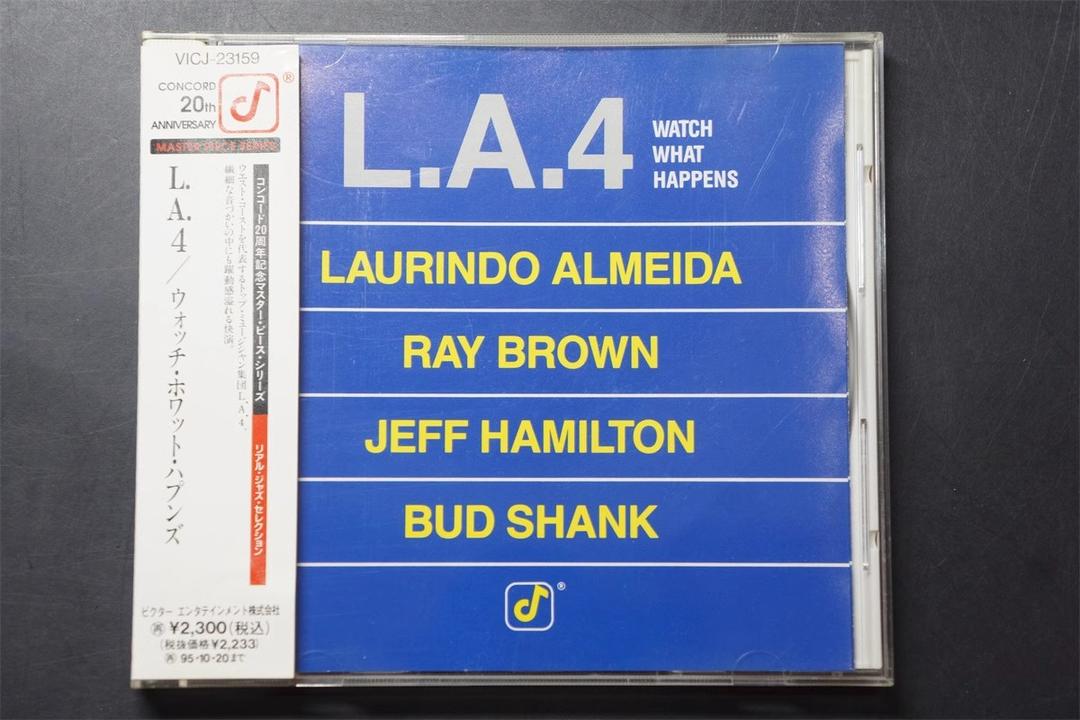 VICJ-23159
CONCORD
20th
ANNIVERSARY
®
MASTER PIECE SERIES
コンコード20周年記念マスター・ピース・シリーズ
リアル・ジャズ・セレクション
ウエスト・コーストを代表するトップ・ミュージシャン集団L.A.4。
繊細な音づかいの中にも躍動感溢れる快演。
L.A.4/ウォッチ・ホワット・ハプンズ
ビクター エンタテインメント株式会社
再 ¥2,300(税込)
(税抜価格¥2,233)
再 95・10・20まで
L.A.4
WATCH
WHAT
HAPPENS
LAURINDO ALMEIDA
RAY BROWN
JEFF HAMILTON
BUD SHANK
®